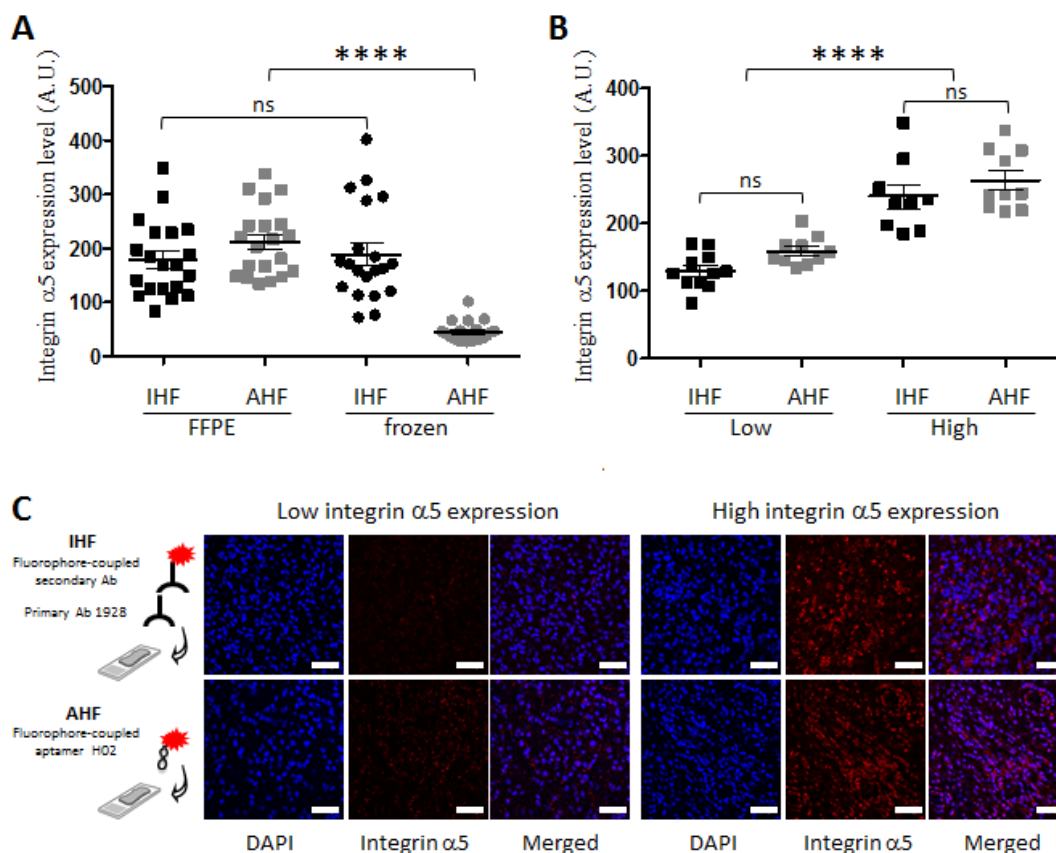 A
Integrin α5 expression level (A.U.)
500
400
300
200
100
0
ns
****
IHF
AHF
IHF
AHF
FFPE
frozen
B
Integrin α5 expression level (A.U.)
400
300
200
100
0
ns
****
ns
IHF
AHF
IHF
AHF
Low
High
C
Low integrin α5 expression
High integrin α5 expression
IHF
Fluorophore-coupled
secondary Ab
Primary Ab 1928
AHF
Fluorophore-coupled
aptamer H02
DAPI
Integrin α5
Merged
DAPI
Integrin α5
Merged